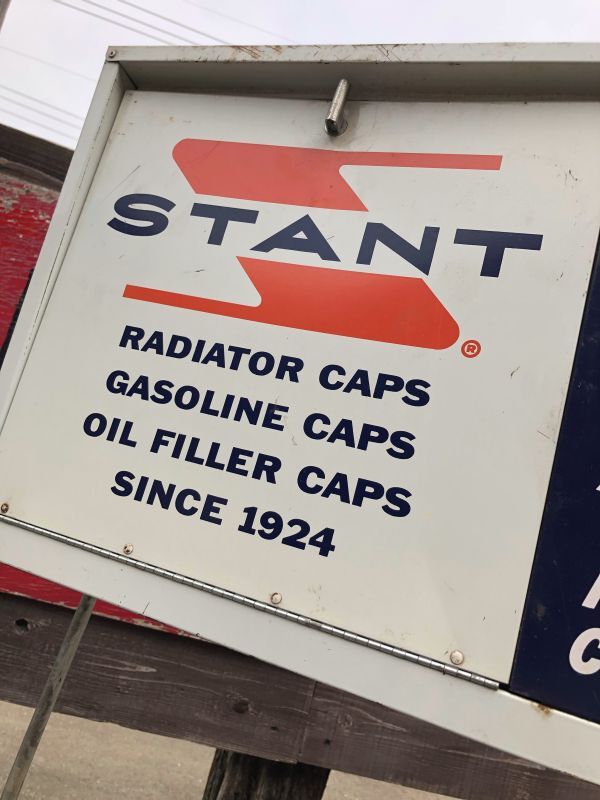 STANT
®
RADIATOR CAPS
GASOLINE CAPS
OIL FILLER CAPS
SINCE 1924